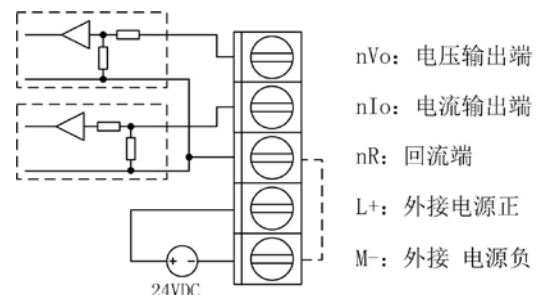 nVo: 电压输出端
nIo: 电流输出端
nR: 回流端
L+: 外接电源正
M-: 外接 电源负
+ -
24VDC